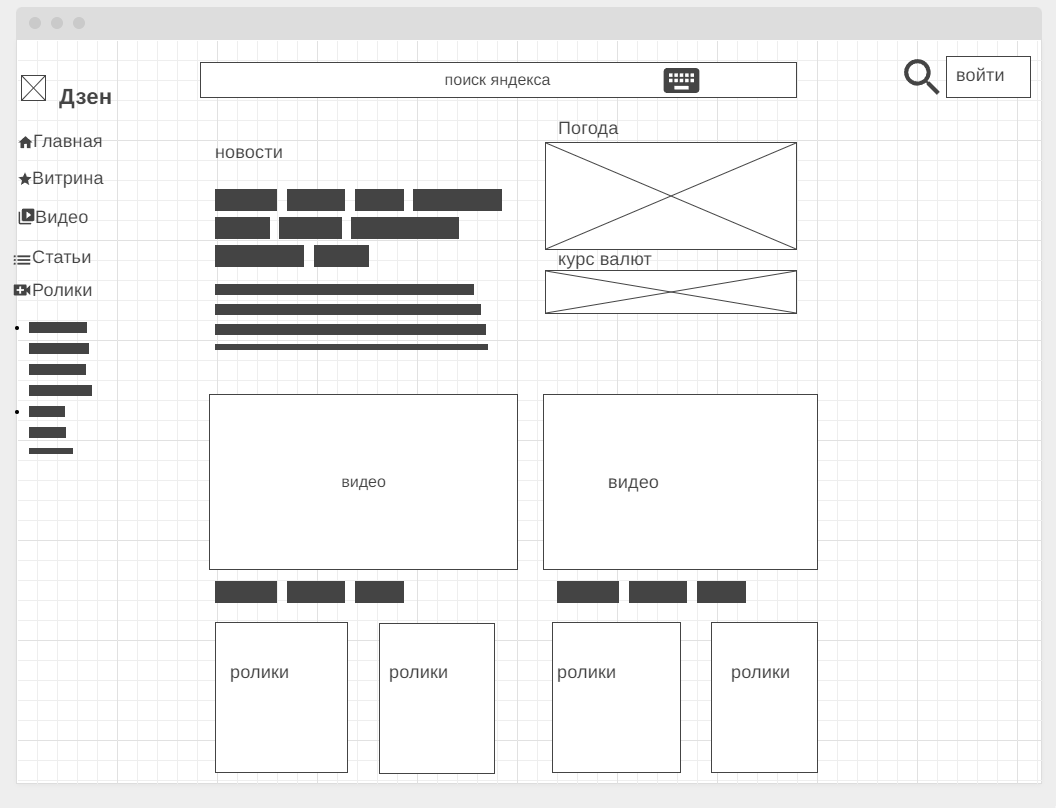 поиск яндекса
войти
Дзен
Главная
Витрина
Видео
Статьи
Ролики
новости
Погода
курс валют
видео
видео
ролики
ролики
ролики
ролики